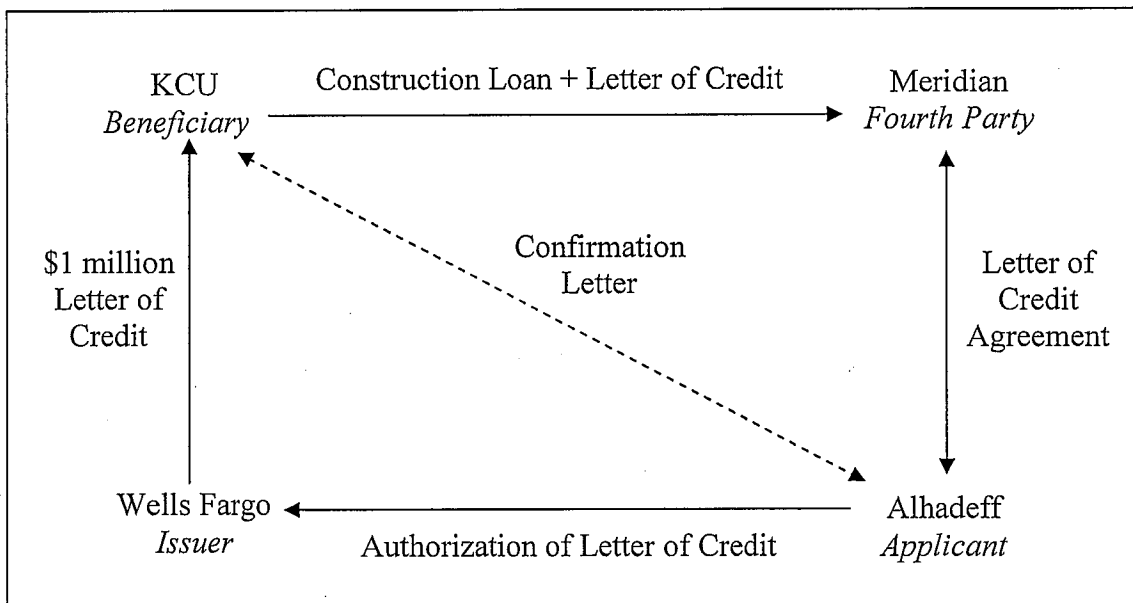 KCU
Beneficiary
Construction Loan + Letter of Credit
Meridian
Fourth Party
$1 million
Letter of
Credit
Confirmation
Letter
Letter of
Credit
Agreement
Wells Fargo
Issuer
Authorization of Letter of Credit
Alhadeff
Applicant